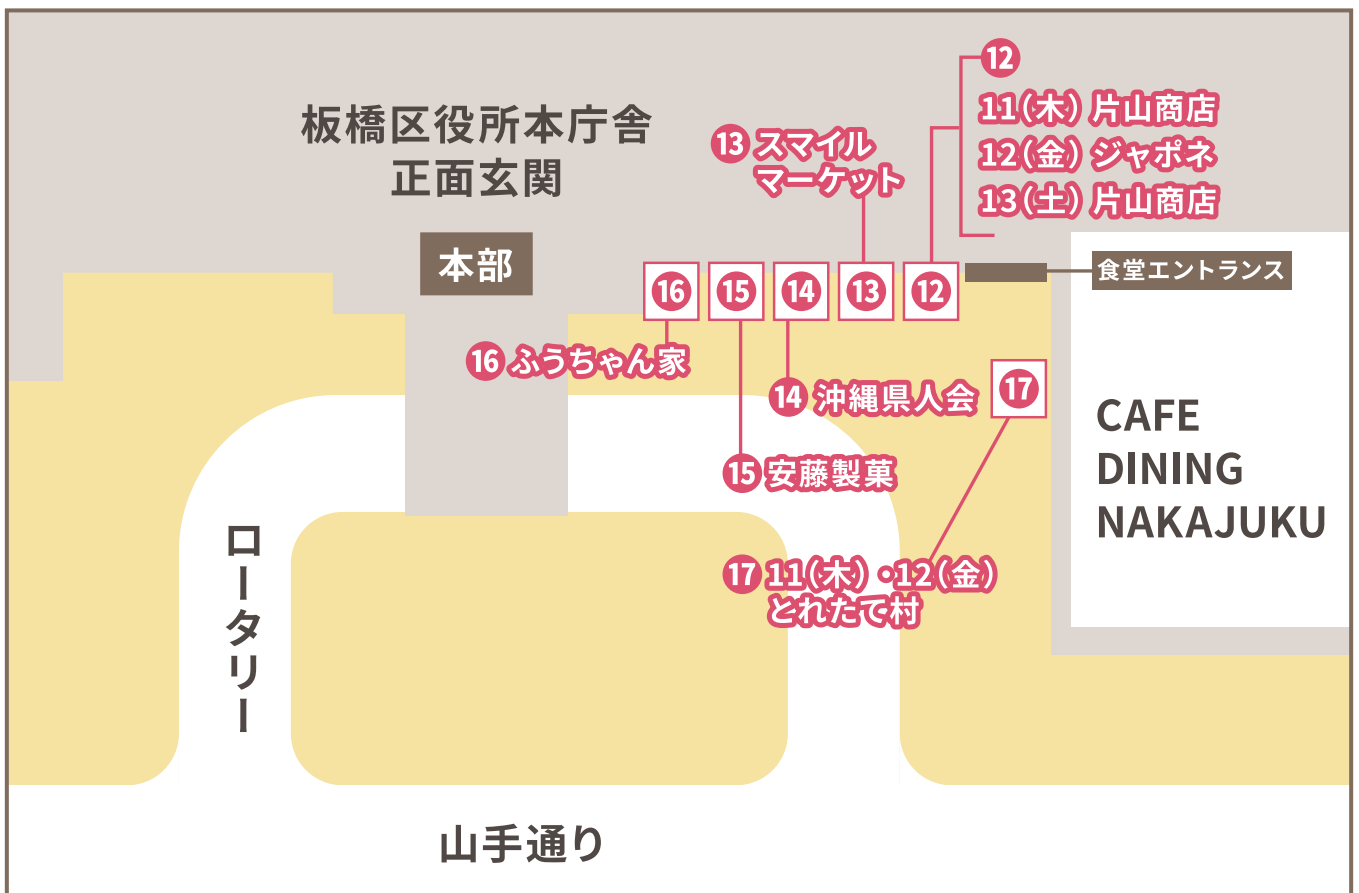 板橋区役所本庁舎
正面玄関
本部
⑫
11（木）片山商店
12（金）ジャポネ
13（土）片山商店
⑬ スマイル
マーケット
⑯
⑮
⑭
⑬
⑫
食堂エントランス
⑯ ふうちゃん家
⑭ 沖縄県人会
⑰
⑮ 安藤製菓
CAFE
DINING
NAKAJUKU
⑰ 11（木）・12（金）
とれたて村
ロータリー
山手通り